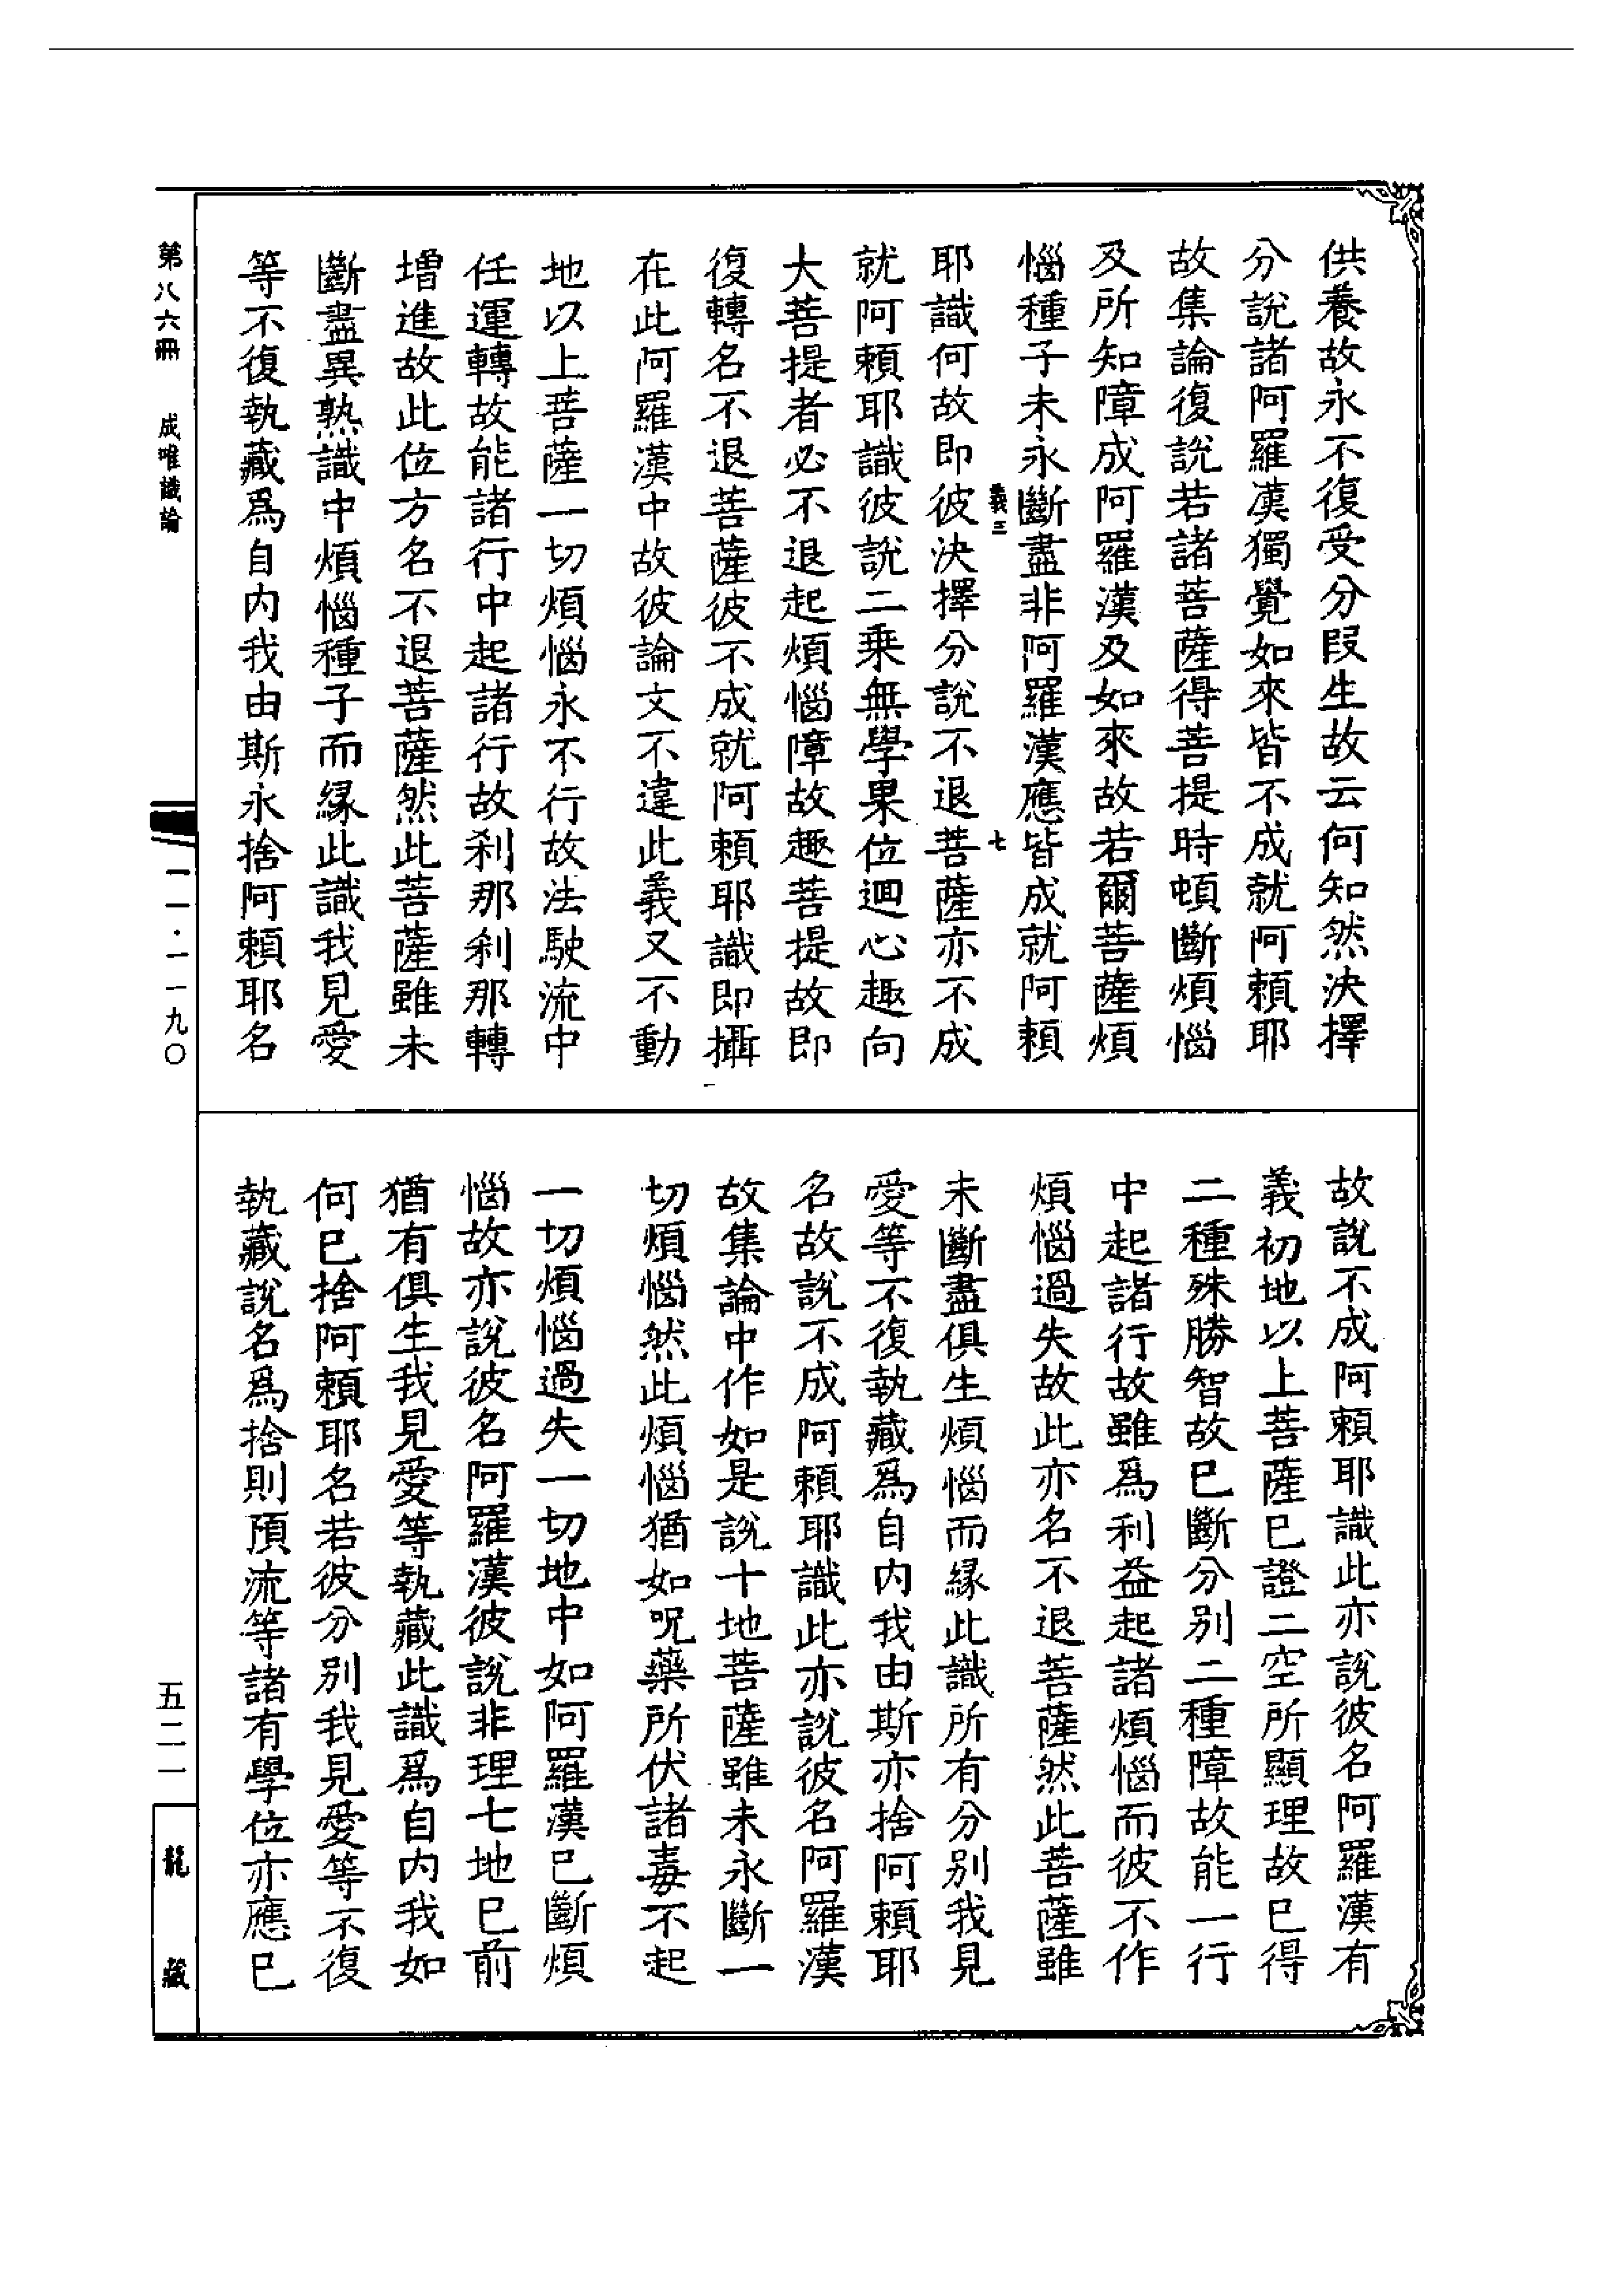 供養故永不復受分段生故云何知然決擇
分說諸阿羅漢獨覺如來皆不成就阿賴耶
故集論復說若諸菩薩得菩提時頓斷煩惱
及所知障成阿羅漢及如來故若爾菩薩煩
惱種子未永斷盡非阿羅漢應皆成就阿賴
七
耶識何故即彼決擇分說不退菩薩亦不成
就阿賴耶識彼說二乘無學果位迴心趣向
大菩提者必不退起煩惱障故趣菩提故即
復轉名不退菩薩彼不成就阿賴耶識即攝
在此阿羅漢中故彼論文不違此義又不動
地以上菩薩一切煩惱永不行故法駛流中
任運轉故能諸行中起諸行故剎那剎那轉
增進故此位方名不退菩薩然此菩薩雖未
斷盡異熟識中煩惱種子而緣此識我見愛
等不復執藏爲自內我由斯永捨阿賴耶名
故說不成阿賴耶識此亦說彼名阿羅漢有
義初地以上菩薩已證二空所顯理故已得
二種殊勝智故已斷分別二種障故能一行
中起諸行故雖爲利益起諸煩惱而彼不作
煩惱過失故此亦名不退菩薩然此菩薩雖
未斷盡俱生煩惱而緣此識所有分別我見
愛等不復執藏爲自內我由斯亦捨阿賴耶
名故說不成阿賴耶識此亦說彼名阿羅漢
故集論中作如是說十地菩薩雖未永斷一
切煩惱然此煩惱猶如呪藥所伏諸毒不起
一切煩惱過失一切地中如阿羅漢已斷煩
惱故亦說彼名阿羅漢彼說非理七地已前
猶有俱生我見愛等執藏此識爲自內我如
何已捨阿賴耶名若彼分別我見愛等不復
執藏說名爲捨則預流等諸有學位亦應已
第八六冊 成唯識論
二一·一一九〇
五二一
龍藏